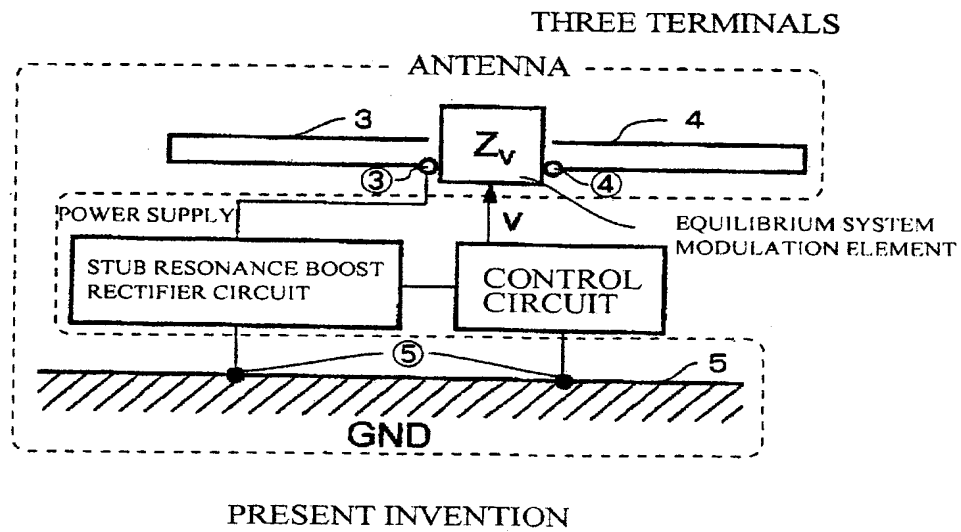 THREE TERMINALS
ANTENNA
3
4
Zv
③
④
POWER SUPPLY
V
EQUILIBRIUM SYSTEM
MODULATION ELEMENT
STUB RESONANCE BOOST
RECTIFIER CIRCUIT
CONTROL
CIRCUIT
⑤
5
GND
PRESENT INVENTION